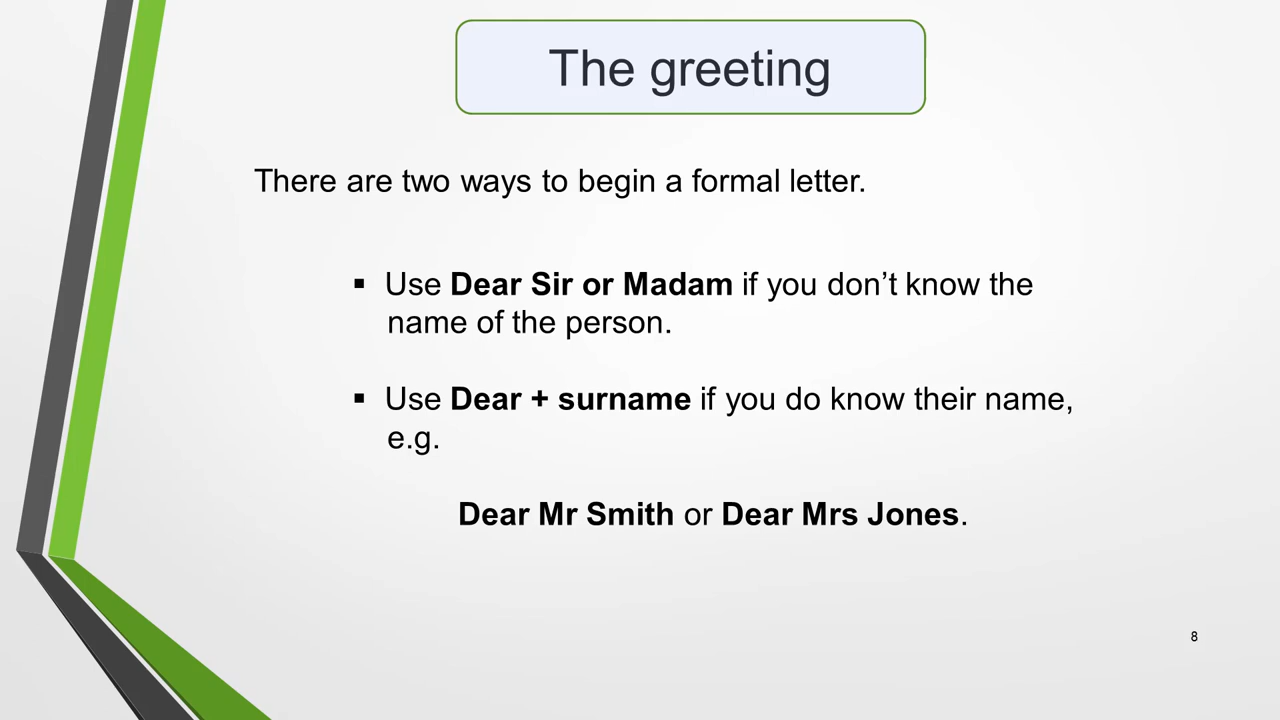 The greeting
There are two ways to begin a formal letter.
▪ Use Dear Sir or Madam if you don’t know the
name of the person.
▪ Use Dear + surname if you do know their name,
e.g.
Dear Mr Smith or Dear Mrs Jones.
8